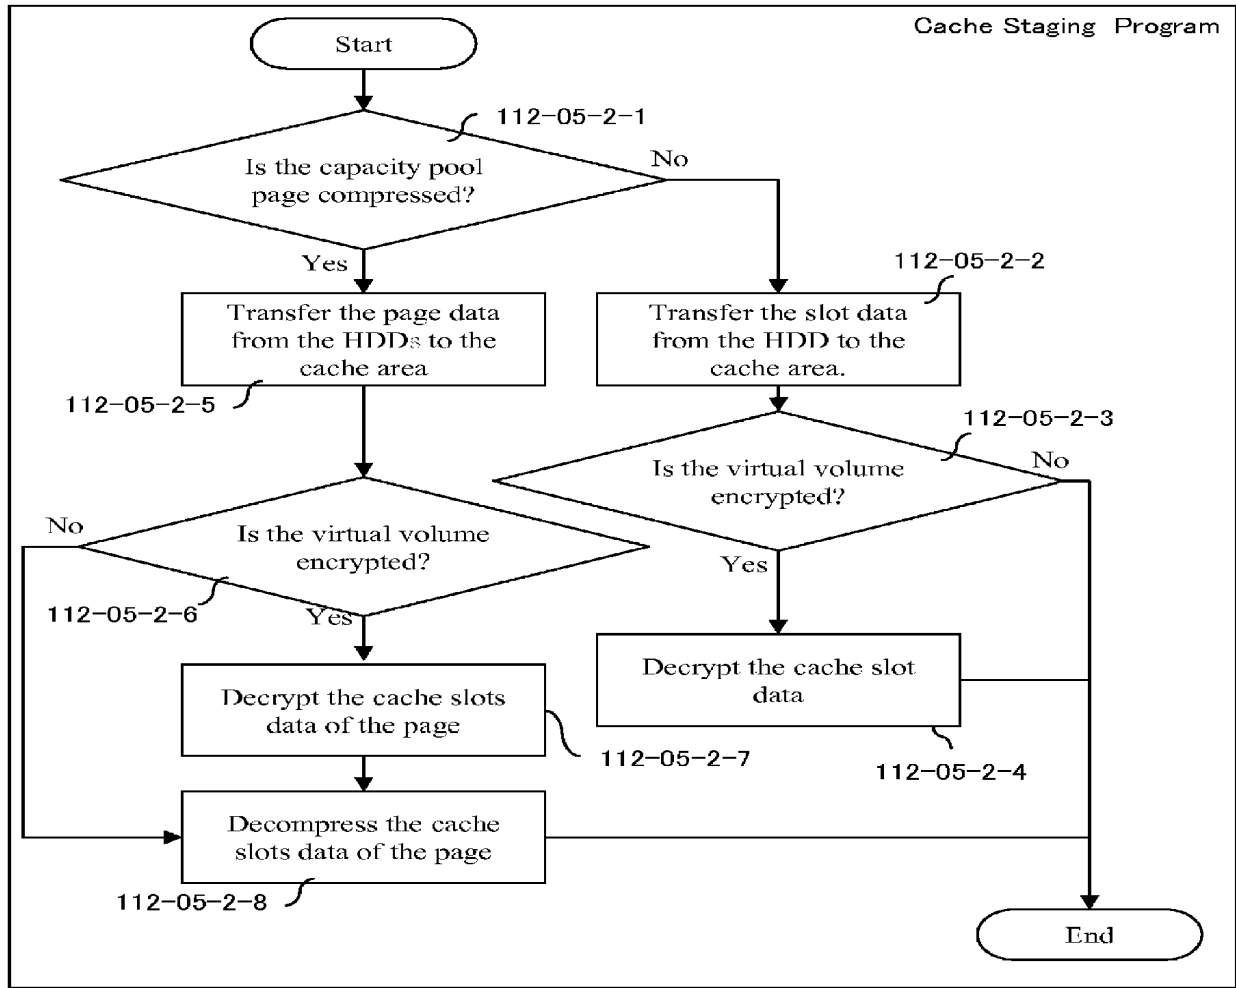 Cache Staging Program
Start
112-05-2-1
Is the capacity pool
page compressed?
No
Yes
112-05-2-2
Transfer the page data
from the HDDs to the
cache area
Transfer the slot data
from the HDD to the
cache area.
112-05-2-5
112-05-2-3
Is the virtual volume
encrypted?
No
Yes
No
Is the virtual volume
encrypted?
112-05-2-6
Yes
Decrypt the cache slot
data
112-05-2-4
Decrypt the cache slots
data of the page
112-05-2-7
Decompress the cache
slots data of the page
112-05-2-8
End